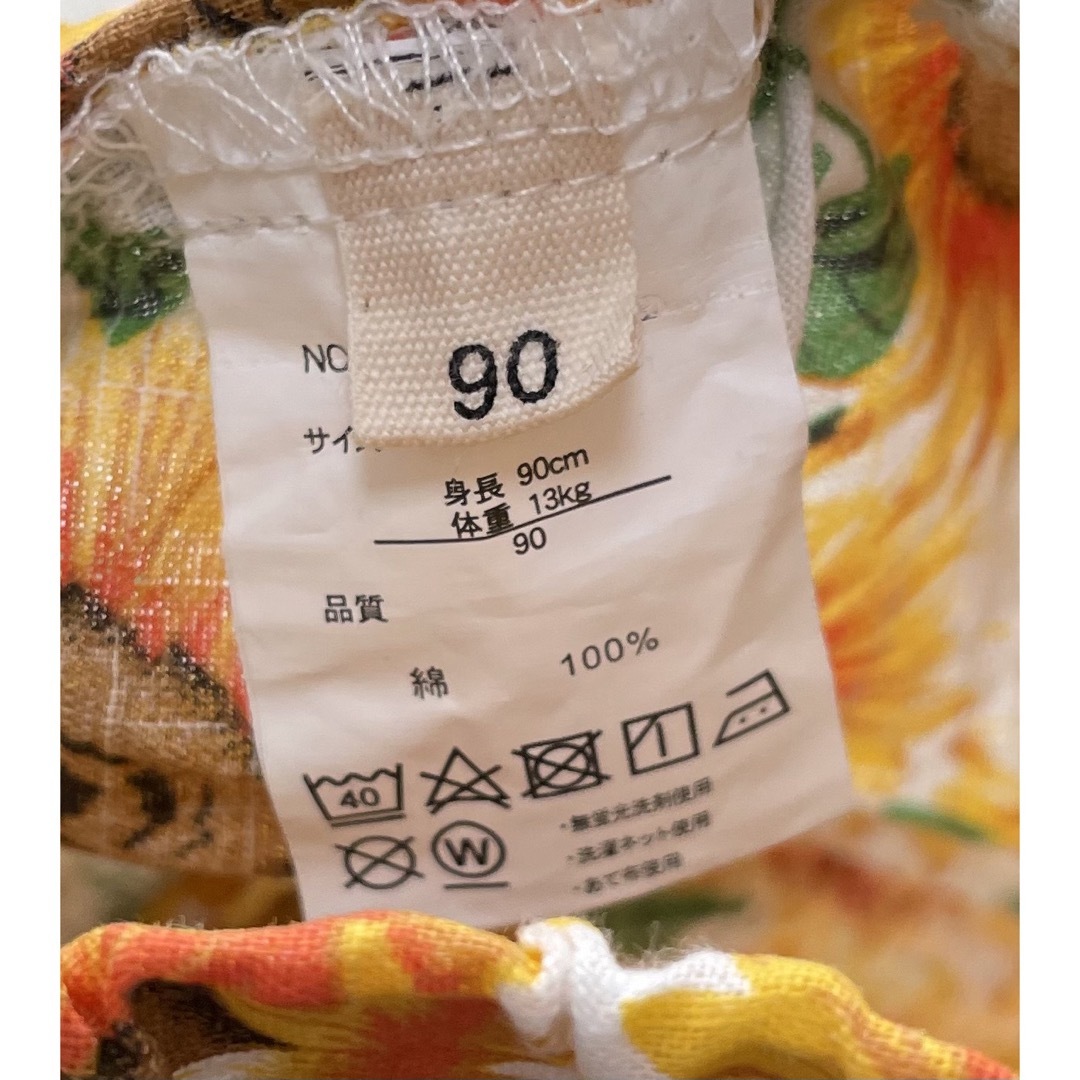 90
NO
サイズ
身長 90cm
体重 13kg
90
品質
綿 100%
40
W
・無蛍光洗剤使用
・洗濯ネット使用
・あて布使用